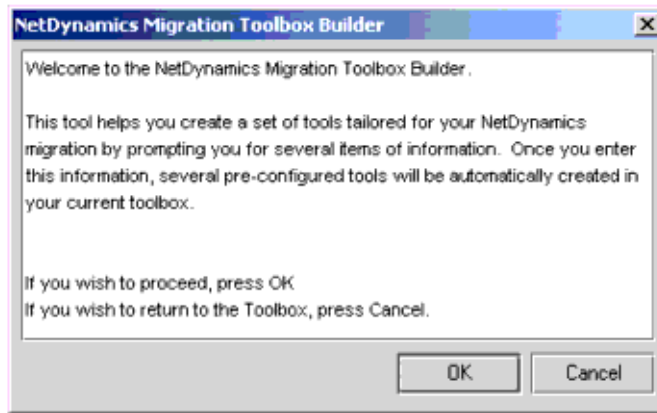 NetDynamics Migration Toolbox Builder
Welcome to the NetDynamics Migration Toolbox Builder.
This tool helps you create a set of tools tailored for your NetDynamics
migration by prompting you for several items of information. Once you enter
this information, several pre-configured tools will be automatically created in
your current toolbox.
If you wish to proceed, press OK
If you wish to return to the Toolbox, press Cancel.
OK
Cancel